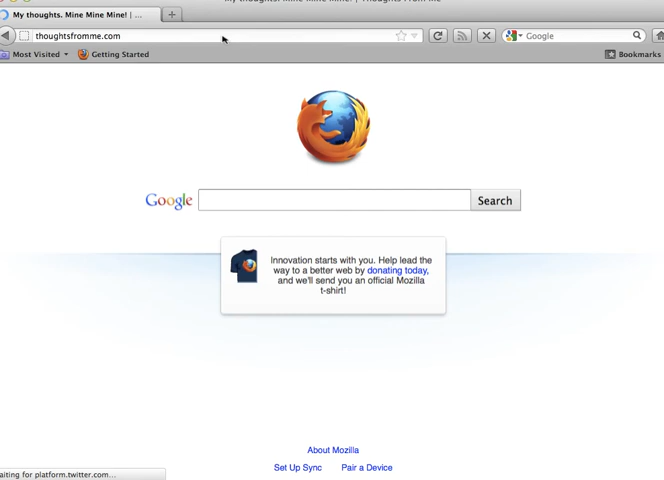 My thoughts. Mine Mine Mine! | Thoughts From Me
My thoughts. Mine Mine Mine! | ...
thoughtsfromme.com
Google
Most Visited
Getting Started
Bookmarks
Google
Search
Innovation starts with you. Help lead the
way to a better web by donating today,
and we'll send you an official Mozilla
t-shirt!
About Mozilla
Set Up Sync
Pair a Device
aiting for platform.twitter.com...